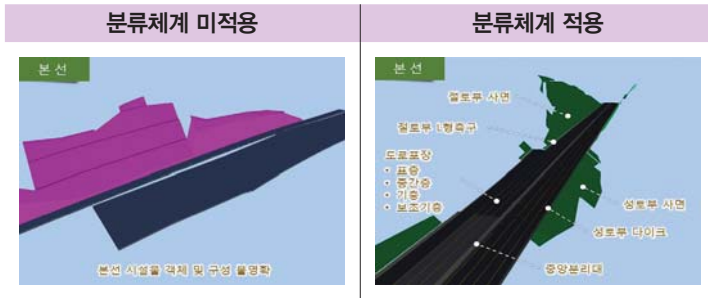 분류체계 미적용
분류체계 적용
본 선
본선 시설물 객체 및 구성 불명확
본 선
절토부 사면
절토부 L형측구
도로포장
• 표층
• 중간층
• 기층
• 보조기층
성토부 사면
성토부 다이크
중앙분리대